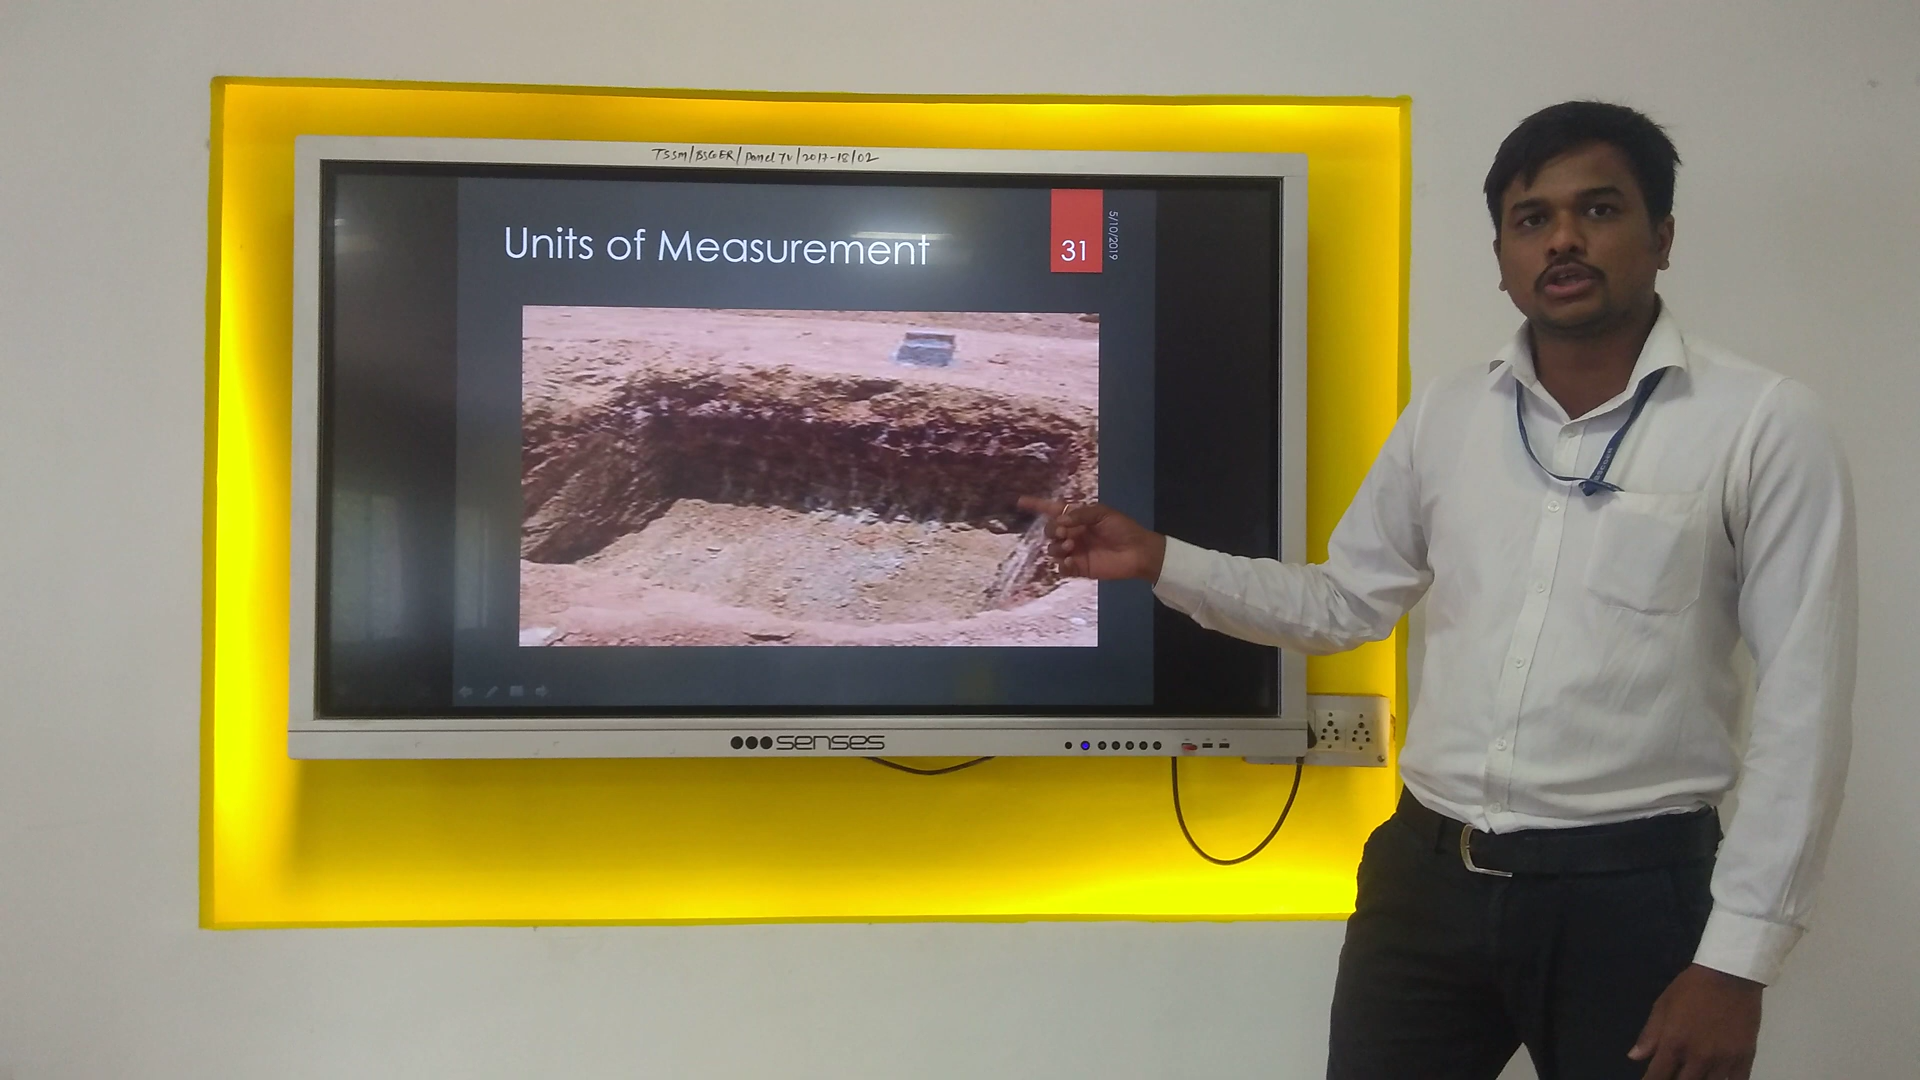 TSSM/BSCOER/Panel TV/2017-18/02
Units of Measurement
31
5/10/2019
senses